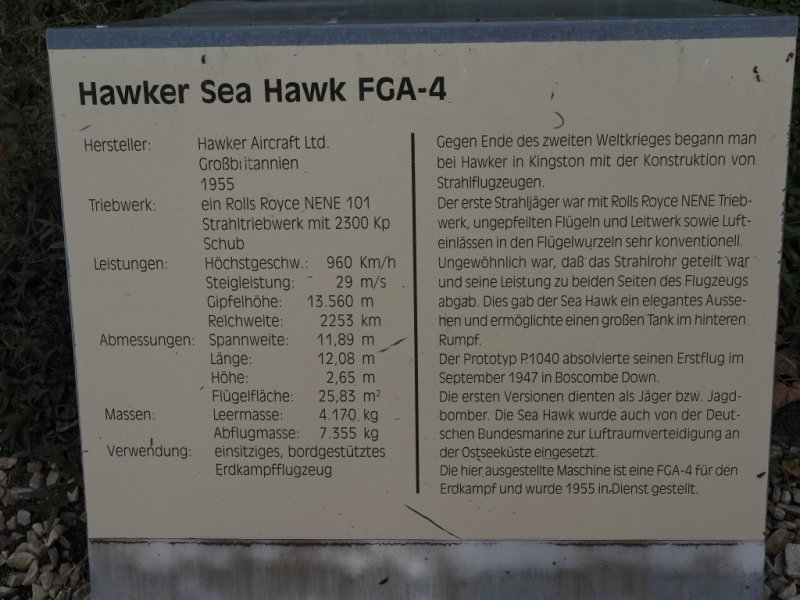 Hawker Sea Hawk FGA-4
Hersteller: Hawker Aircraft Ltd.
Großbritannien
1955
Triebwerk: ein Rolls Royce NENE 101
Strahltriebwerk mit 2300 Kp
Schub
Leistungen: Höchstgeschw.: 960 Km/h
Steigleistung: 29 m/s
Gipfelhöhe: 13.560 m
Reichweite: 2253 km
Abmessungen: Spannweite: 11,89 m
Länge: 12,08 m
Höhe: 2,65 m
Flügelfläche: 25,83 m²
Massen: Leermasse: 4.170 kg
Abflugmasse: 7.355 kg
Verwendung: einsitziges, bordgestütztes
Erdkampfflugzeug
Gegen Ende des zweiten Weltkrieges begann man
bei Hawker in Kingston mit der Konstruktion von
Strahlflugzeugen.
Der erste Strahljäger war mit Rolls Royce NENE Trieb-
werk, ungepfeilten Flügeln und Leitwerk sowie Luft-
einlässen in den Flügelwurzeln sehr konventionell.
Ungewöhnlich war, daß das Strahlrohr geteilt war
und seine Leistung zu beiden Seiten des Flugzeugs
abgab. Dies gab der Sea Hawk ein elegantes Ausse-
hen und ermöglichte einen großen Tank im hinteren
Rumpf.
Der Prototyp P.1040 absolvierte seinen Erstflug im
September 1947 in Boscombe Down.
Die ersten Versionen dienten als Jäger bzw. Jagd-
bomber. Die Sea Hawk wurde auch von der Deut-
schen Bundesmarine zur Luftraumverteidigung an
der Ostseeküste eingesetzt.
Die hier ausgestellte Maschine ist eine FGA-4 für den
Erdkampf und wurde 1955 in Dienst gestellt.